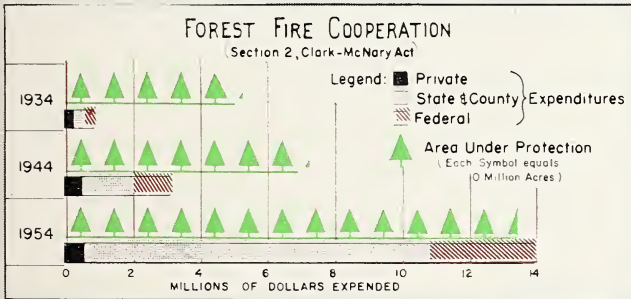 FOREST FIRE COOPERATION
(Section 2, Clark-McNary Act)
Legend: Private
State & County Expenditures
Federal
Area Under Protection
(Each Symbol equals
10 Million Acres)
1934
1944
1954
0 2 4 6 8 10 12 14
MILLIONS OF DOLLARS EXPENDED